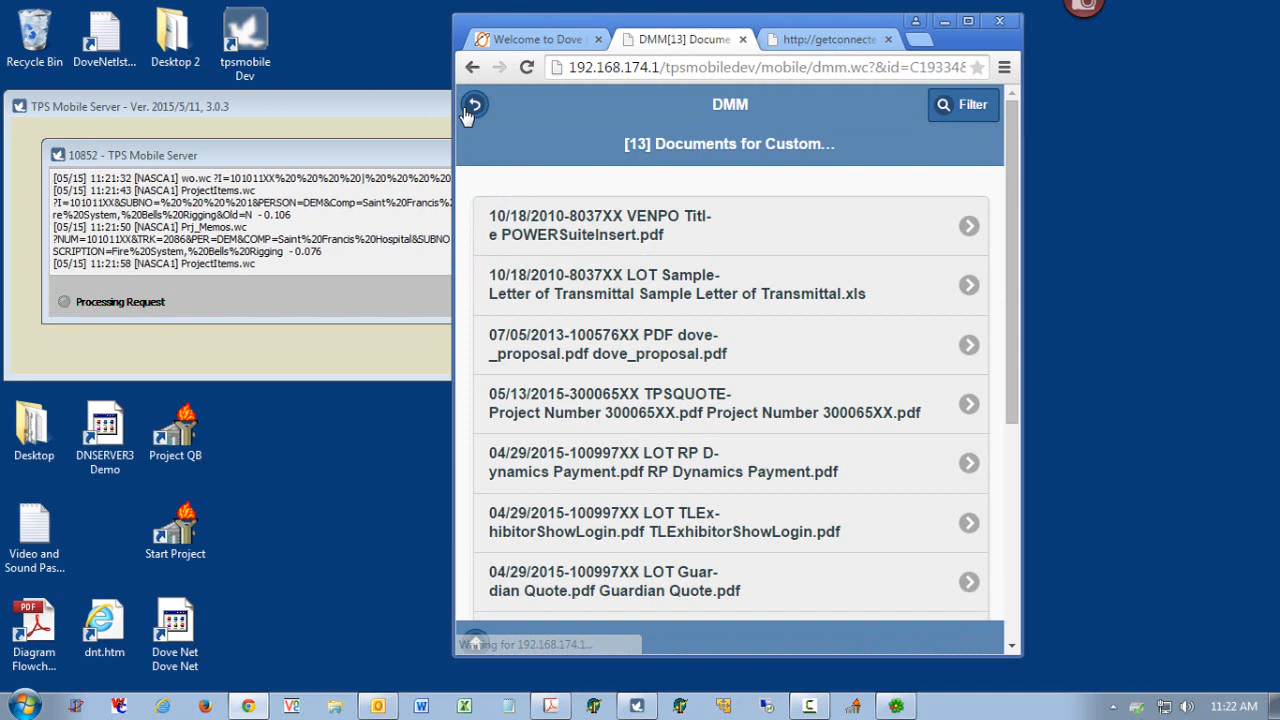 Recycle Bin
DoveNetIst...
Desktop 2
tpsmobile
Dev
TPS Mobile Server - Ver. 2015/5/11, 3.0.3
10852 - TPS Mobile Server
[05/15] 11:21:32 [NASCA1] wo.wc ?I=101011XX%20%20%20%20|%20%20%20%20
[05/15] 11:21:43 [NASCA1] ProjectItems.wc
?I=101011XX&SUBNO=%20%20%20%201&PERSON=DEM&Comp=Saint%20Francis%
re%20System,%20Bells%20Rigging&Old=N - 0.106
[05/15] 11:21:50 [NASCA1] Prj_Memos.wc
?NUM=101011XX&TRK=2086&PER=DEM&COMP=Saint%20Francis%20Hospital&SUBNO
SCRIPTION=Fire%20System,%20Bells%20Rigging - 0.076
[05/15] 11:21:58 [NASCA1] ProjectItems.wc
Processing Request
Welcome to Dove
DMM[13] Docume
http://getconnecte
192.168.174.1/tpsmobiledev/mobile/dmm.wc?&id=C193348
DMM
Filter
[13] Documents for Custom...
10/18/2010-8037XX VENPO Titl-
e POWERSuiteInsert.pdf
10/18/2010-8037XX LOT Sample-
Letter of Transmittal Sample Letter of Transmittal.xls
07/05/2013-100576XX PDF dove-
_proposal.pdf dove_proposal.pdf
05/13/2015-300065XX TPSQUOTE-
Project Number 300065XX.pdf Project Number 300065XX.pdf
04/29/2015-100997XX LOT RP D-
ynamics Payment.pdf RP Dynamics Payment.pdf
04/29/2015-100997XX LOT TLEx-
hibitorShowLogin.pdf TLExhibitorShowLogin.pdf
04/29/2015-100997XX LOT Guar-
dian Quote.pdf Guardian Quote.pdf
Waiting for 192.168.174.1...
Desktop
DNSERVER3
Demo
Project QB
Video and
Sound Pas...
Start Project
PDF
Diagram
Flowch...
dnt.htm
Dove Net
Dove Net
11:22 AM